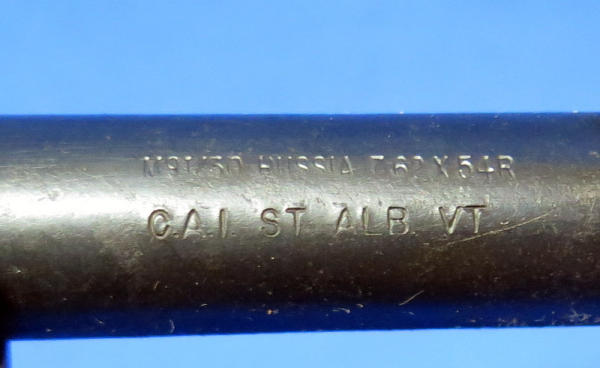 M91/30 RUSSIA 7.62X54R
C.A.I. ST. ALB. VT